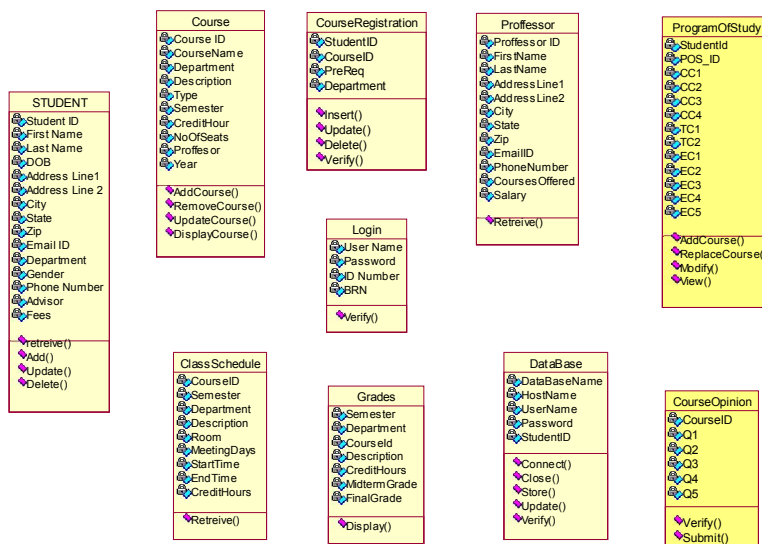 STUDENT
Student ID
First Name
Last Name
DOB
Address Line1
Address Line 2
City
State
Zip
Email ID
Department
Gender
Phone Number
Advisor
Fees
retreive()
Add()
Update()
Delete()
Course
Course ID
CourseName
Department
Description
Type
Semester
CreditHour
NoOfSeats
Proffesor
Year
AddCourse()
RemoveCourse()
UpdateCourse()
DisplayCourse()
CourseRegistration
StudentID
CourseID
PreReq
Department
Insert()
Update()
Delete()
Verify()
Proffessor
Proffessor ID
FirstName
LastName
AddressLine1
AddressLine2
City
State
Zip
EmailID
PhoneNumber
CoursesOffered
Salary
Retreive()
ProgramOfStudy
StudentId
POS_ID
CC1
CC2
CC3
CC4
TC1
TC2
EC1
EC2
EC3
EC4
EC5
AddCourse()
ReplaceCourse(
Modify()
View()
Login
User Name
Password
ID Number
BRN
Verify()
ClassSchedule
CourseID
Semester
Department
Description
Room
MeetingDays
StartTime
EndTime
CreditHours
Retreive()
Grades
Semester
Department
CourseId
Description
CreditHours
MidtermGrade
FinalGrade
Display()
DataBase
DataBaseName
HostName
UserName
Password
StudentID
Connect()
Close()
Store()
Update()
Verify()
CourseOpinion
CourseID
Q1
Q2
Q3
Q4
Q5
Verify()
Submit()